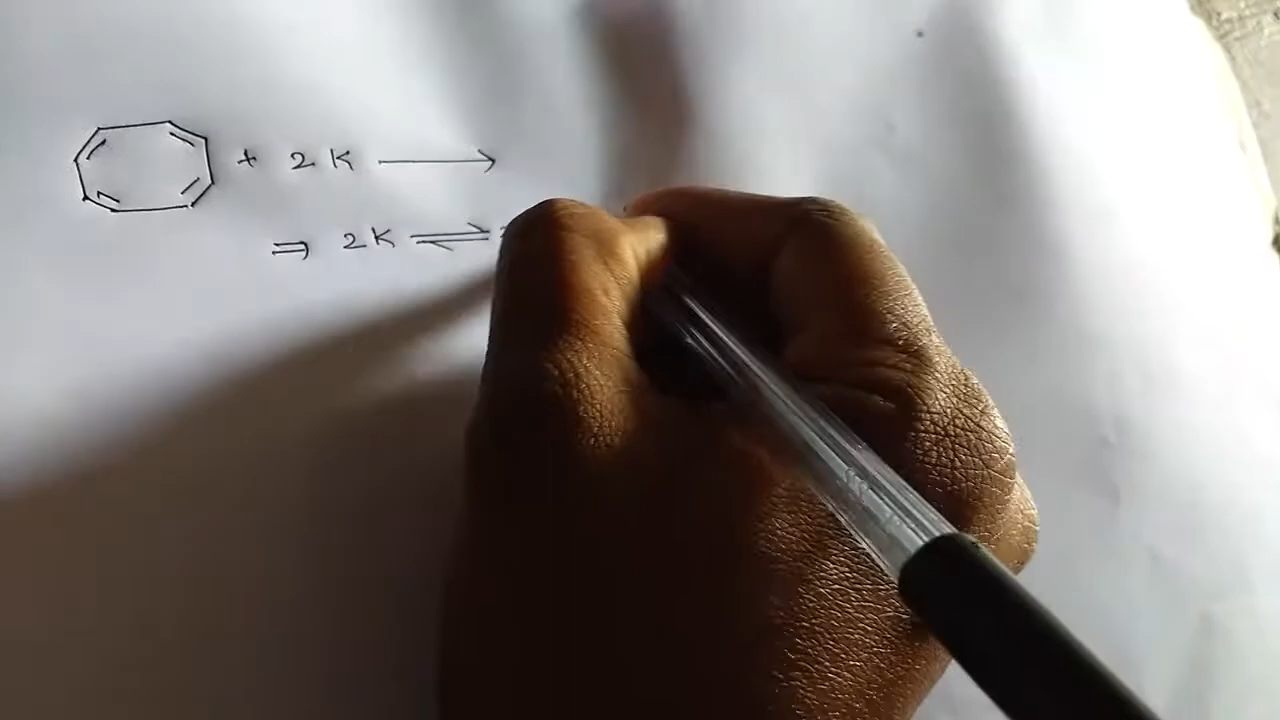 + 2K ⟶
⇒ 2K ⇌